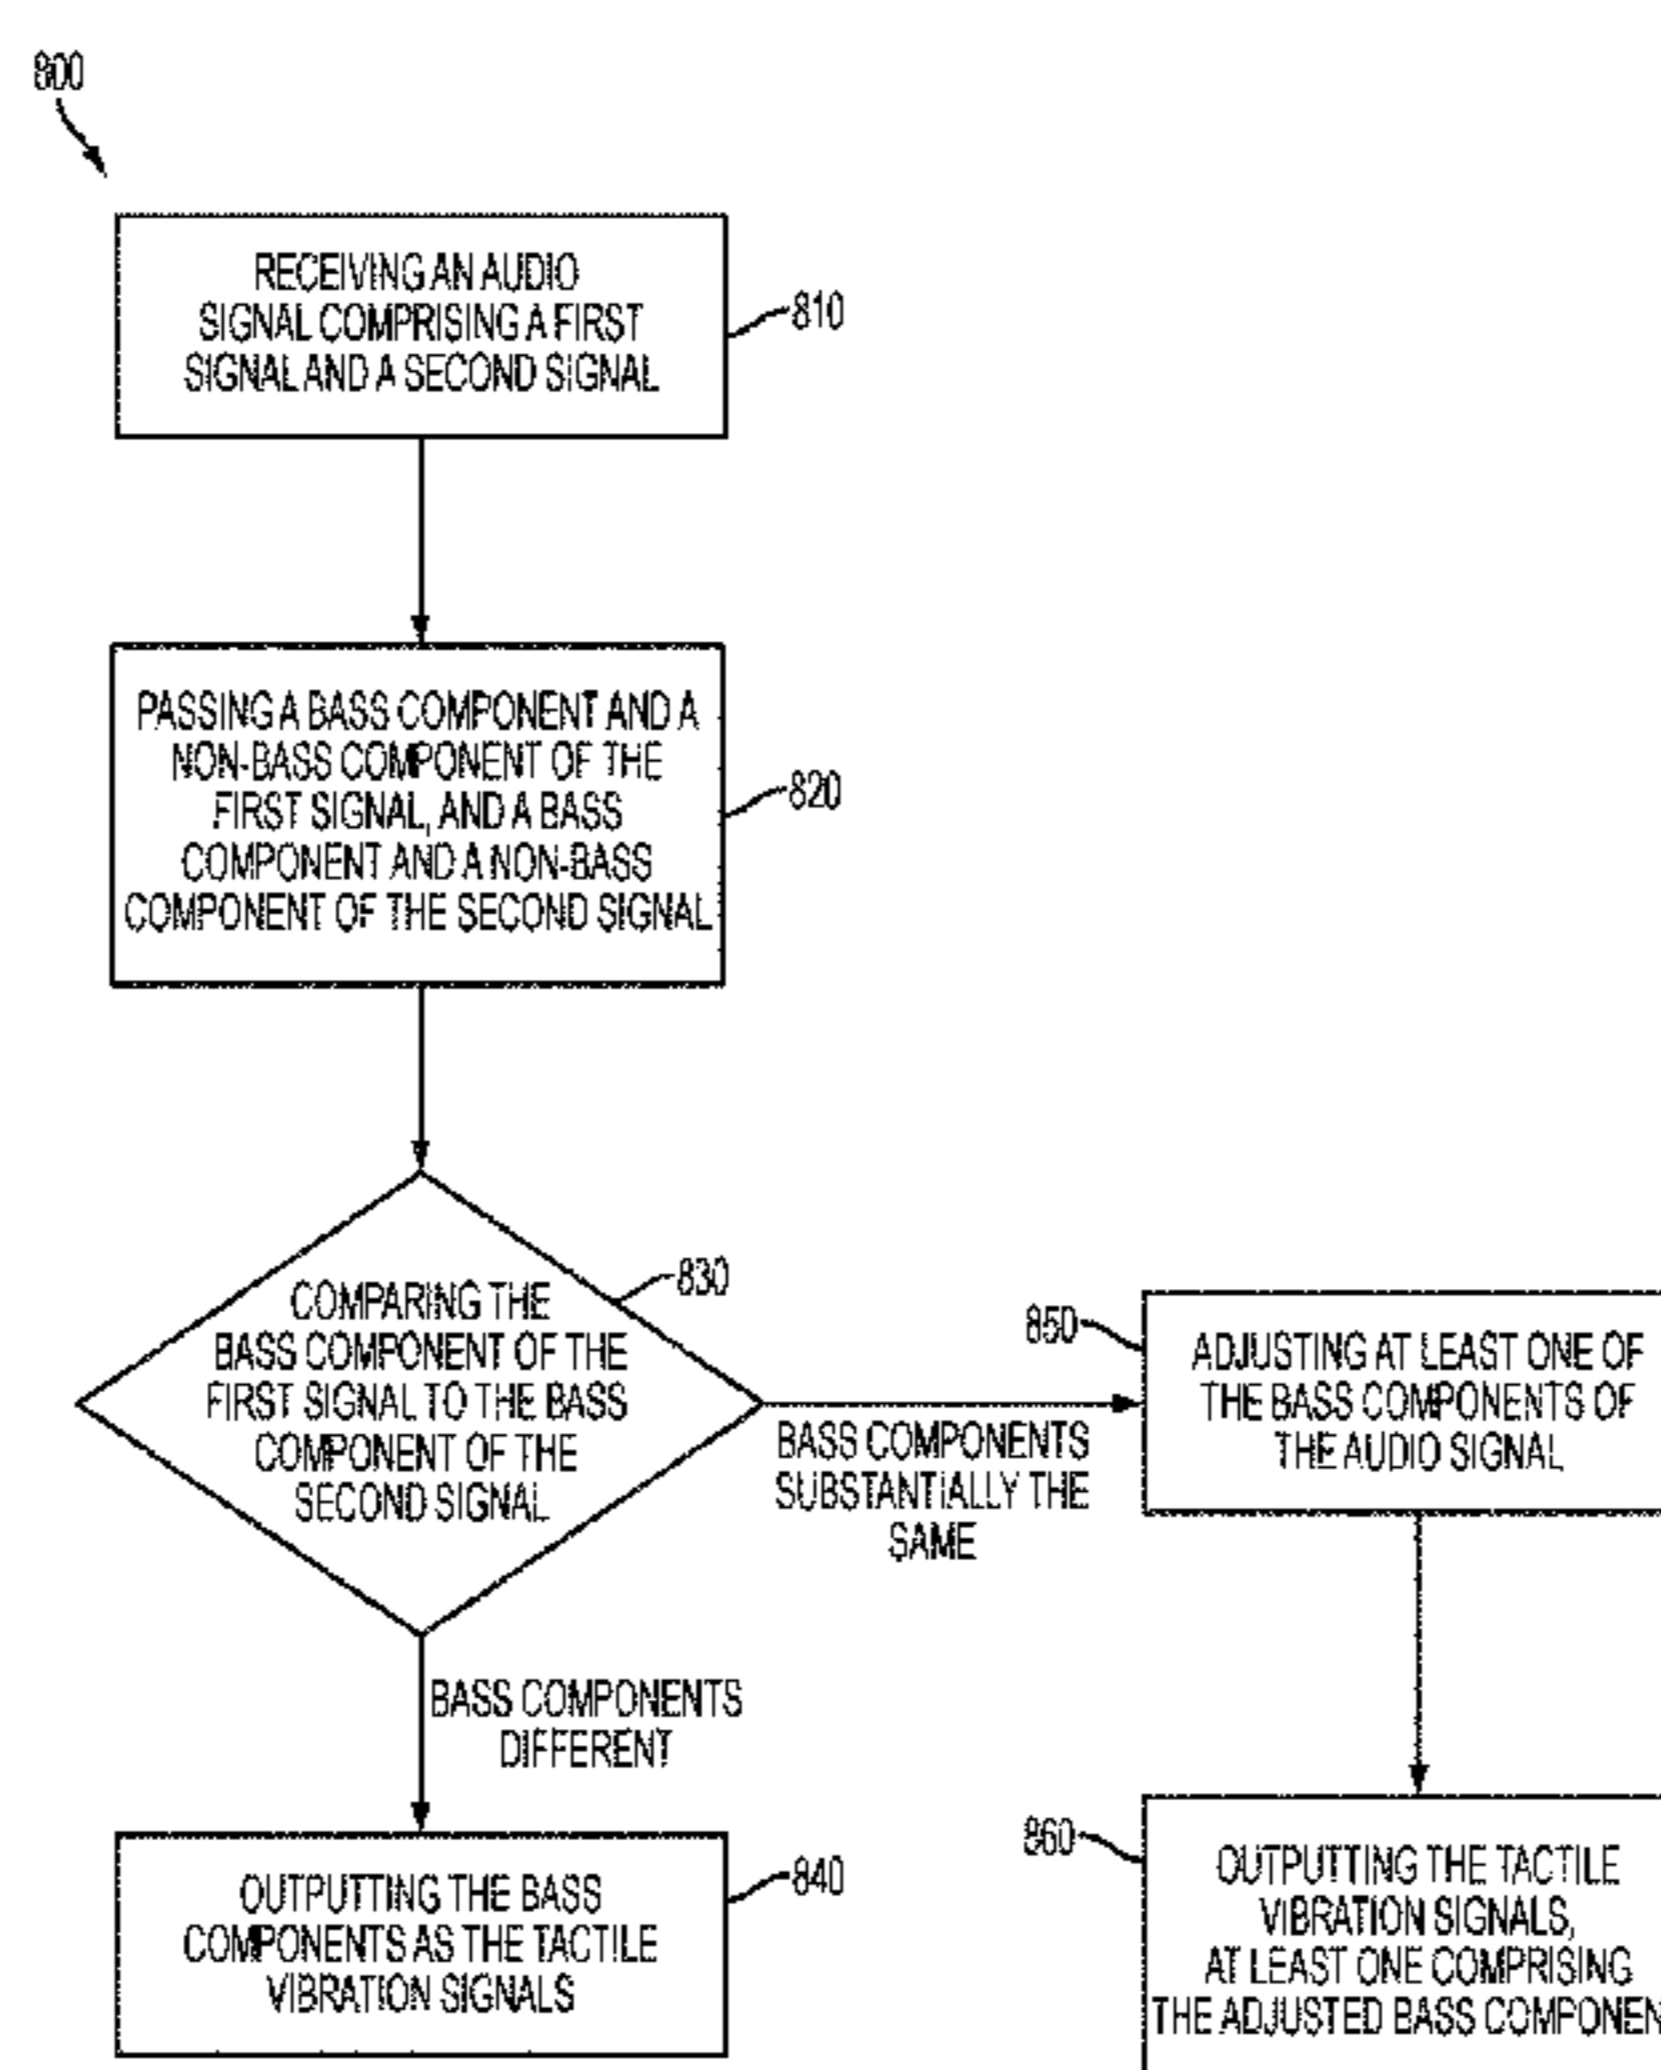 800
RECEIVING AN AUDIO
SIGNAL COMPRISING A FIRST
SIGNAL AND A SECOND SIGNAL
810
PASSING A BASS COMPONENT AND A
NON-BASS COMPONENT OF THE
FIRST SIGNAL, AND A BASS
COMPONENT AND A NON-BASS
COMPONENT OF THE SECOND SIGNAL
820
COMPARING THE
BASS COMPONENT OF THE
FIRST SIGNAL TO THE BASS
COMPONENT OF THE
SECOND SIGNAL
830
BASS COMPONENTS
SUBSTANTIALLY THE
SAME
850
ADJUSTING AT LEAST ONE OF
THE BASS COMPONENTS OF
THE AUDIO SIGNAL
BASS COMPONENTS
DIFFERENT
OUTPUTTING THE BASS
COMPONENTS AS THE TACTILE
VIBRATION SIGNALS
840
860
OUTPUTTING THE TACTILE
VIBRATION SIGNALS,
AT LEAST ONE COMPRISING
THE ADJUSTED BASS COMPONEN